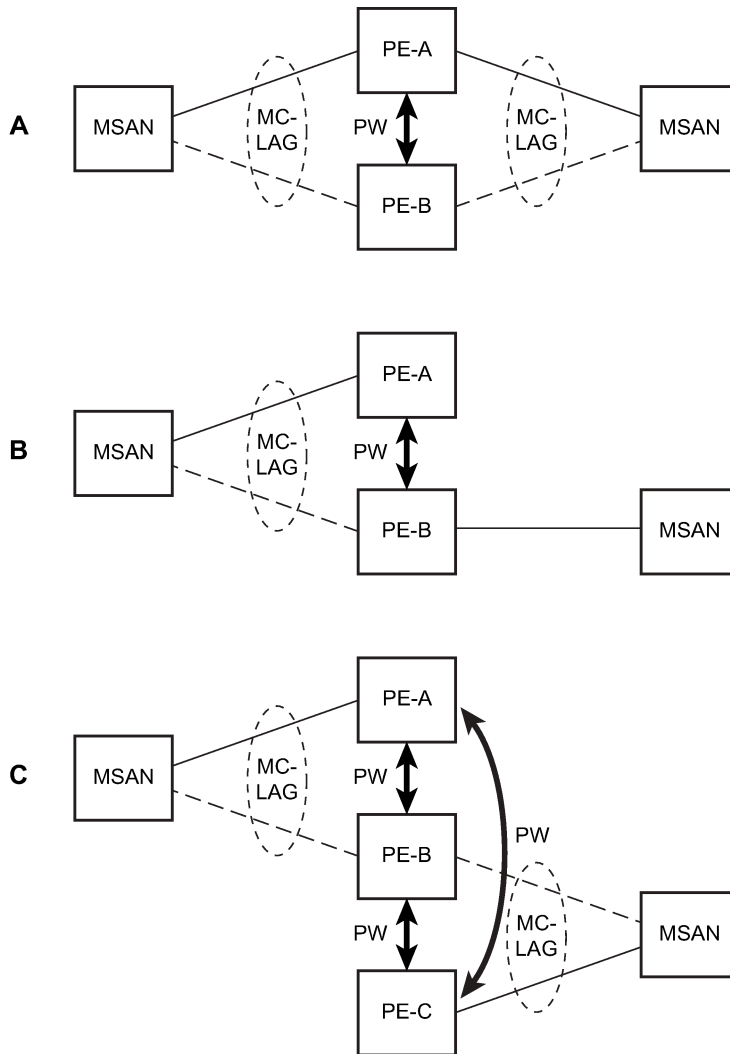 PE-A
MSAN
MC-
LAG
PW
MC-
LAG
MSAN
A
PE-B
PE-A
B
MSAN
MC-
LAG
PW
PE-B
MSAN
PE-A
C
MSAN
MC-
LAG
PW
PW
PE-B
MC-
LAG
MSAN
PW
PE-C